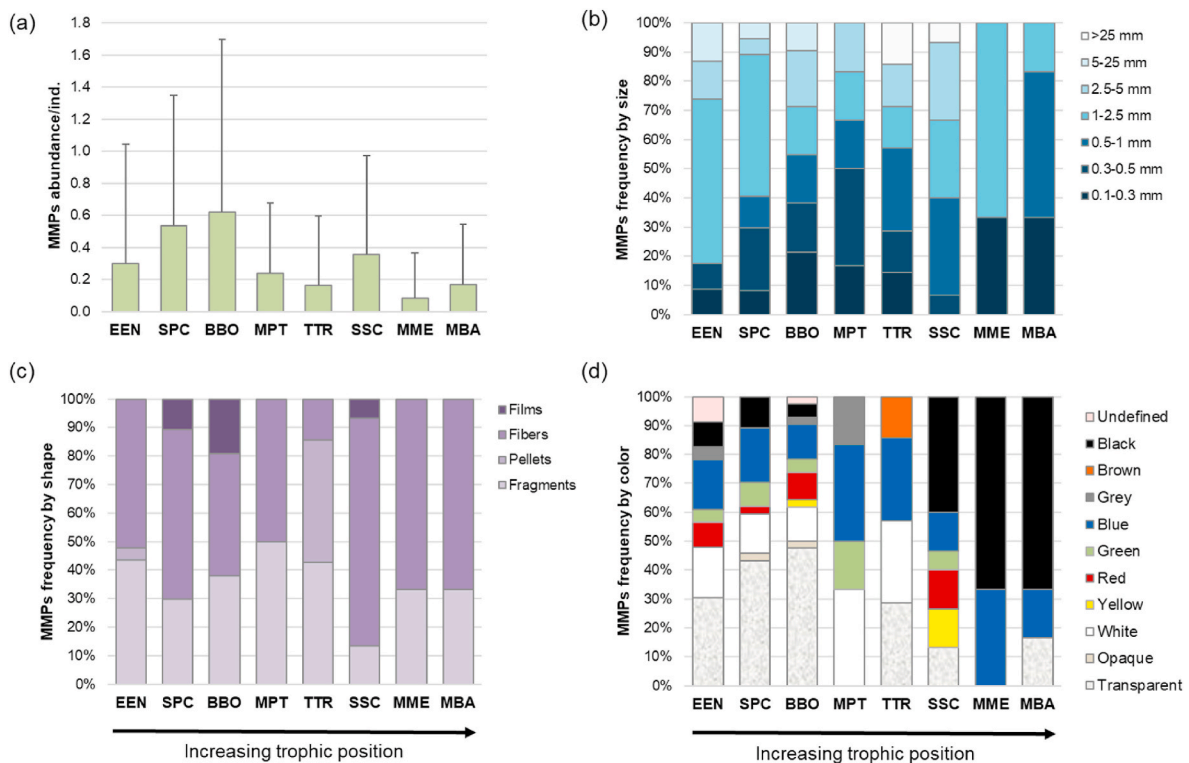 (a)
MMPs abundance/ind.
1.8
1.6
1.4
1.2
1.0
0.8
0.6
0.4
0.2
0.0
EEN SPC BBO MPT TTR SSC MME MBA
(b)
MMPs frequency by size
100%
90%
80%
70%
60%
50%
40%
30%
20%
10%
0%
EEN SPC BBO MPT TTR SSC MME MBA
>25 mm
5-25 mm
2.5-5 mm
1-2.5 mm
0.5-1 mm
0.3-0.5 mm
0.1-0.3 mm
(c)
MMPs frequency by shape
100%
90%
80%
70%
60%
50%
40%
30%
20%
10%
0%
EEN SPC BBO MPT TTR SSC MME MBA
Films
Fibers
Pellets
Fragments
Increasing trophic position
(d)
MMPs frequency by color
100%
90%
80%
70%
60%
50%
40%
30%
20%
10%
0%
EEN SPC BBO MPT TTR SSC MME MBA
Undefined
Black
Brown
Grey
Blue
Green
Red
Yellow
White
Opaque
Transparent
Increasing trophic position